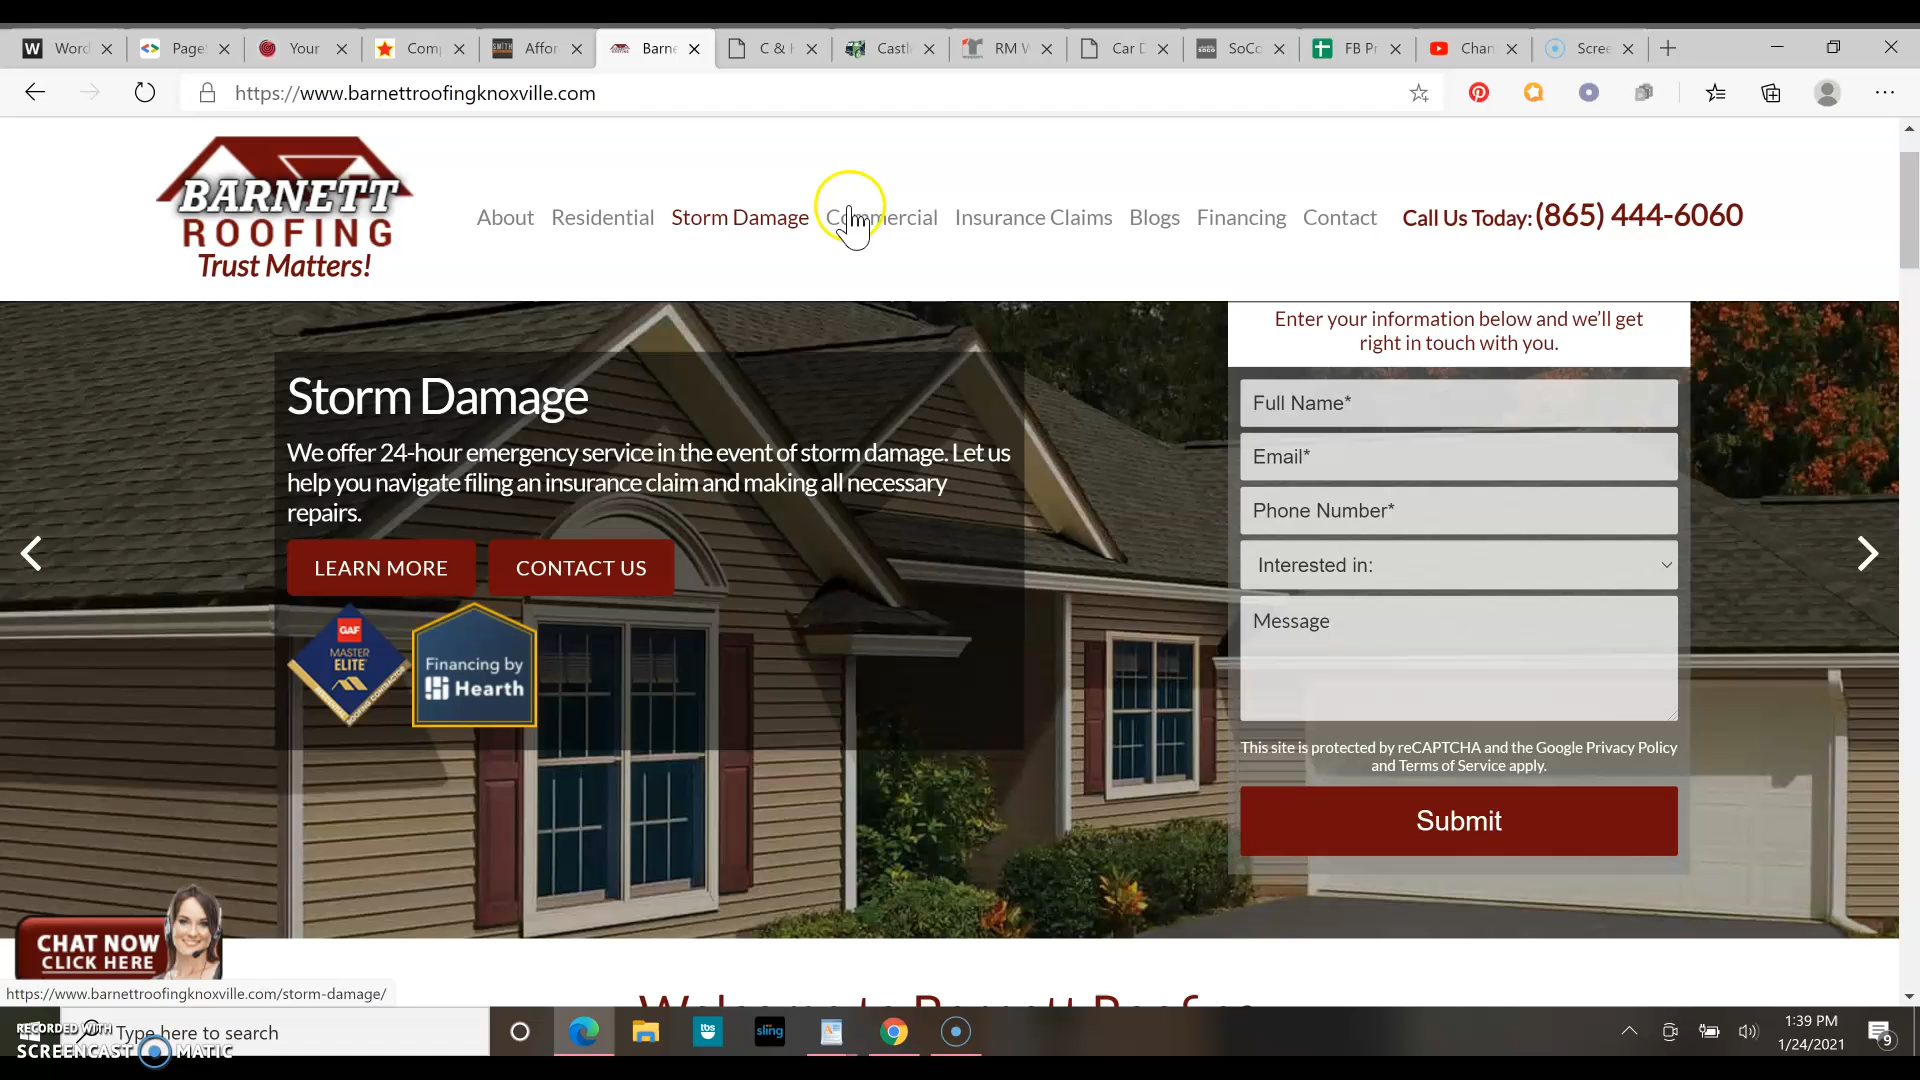 Word
Page
Your
Com
Affor
Barne
C & H
Castl
RM V
Car D
SoCo
FB Pr
Chan
Scree
https://www.barnettroofingknoxville.com
BARNETT
ROOFING
Trust Matters!
About Residential Storm Damage Commercial Insurance Claims Blogs Financing Contact Call Us Today: (865) 444-6060
Enter your information below and we'll get
right in touch with you.
Storm Damage
We offer 24-hour emergency service in the event of storm damage. Let us
help you navigate filing an insurance claim and making all necessary
repairs.
LEARN MORE CONTACT US
GAF
MASTER
ELITE
Financing by
Hearth
Full Name*
Email*
Phone Number*
Interested in:
Message
This site is protected by reCAPTCHA and the Google Privacy Policy
and Terms of Service apply.
Submit
CHAT NOW
CLICK HERE
https://www.barnettroofingknoxville.com/storm-damage/
Welcome to Barnett Roofing
Type here to search
RECORDED WITH
SCREENCAST MATIC
tbs
sling
1:39 PM
1/24/2021
9